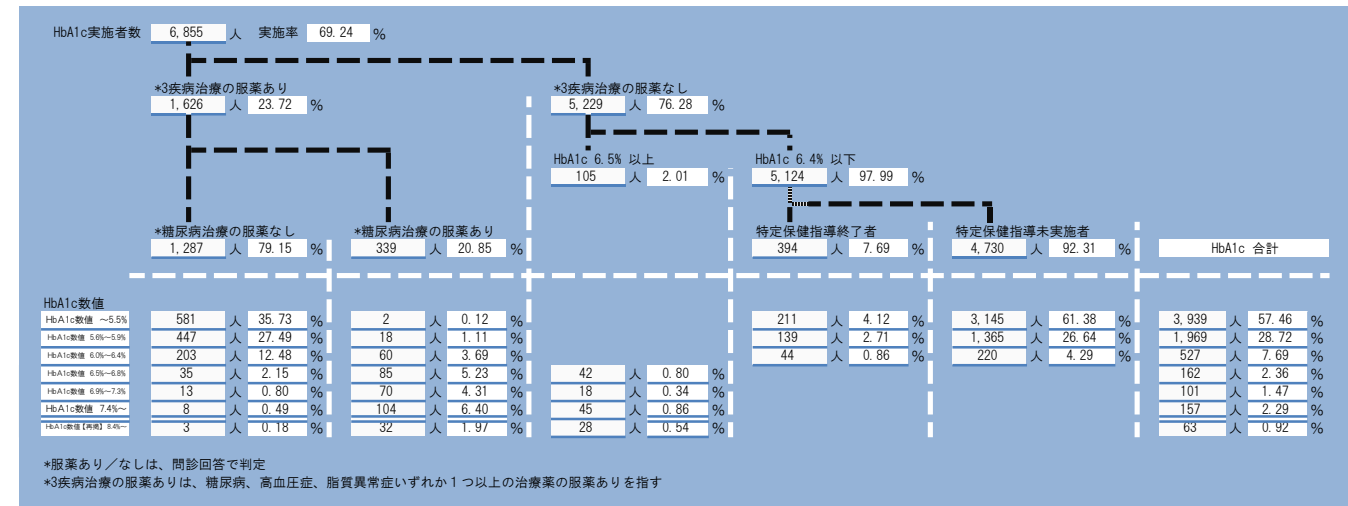 HbA1c実施者数 6,855 人 実施率 69.24 %
*3疾病治療の服薬あり *3疾病治療の服薬なし
1,626 人 23.72 % 5,229 人 76.28 %
HbA1c 6.5% 以上 HbA1c 6.4% 以下
105 人 2.01 % 5,124 人 97.99 %
*糖尿病治療の服薬なし *糖尿病治療の服薬あり 特定保健指導終了者 特定保健指導未実施者
1,287 人 79.15 % 339 人 20.85 % 394 人 7.69 % 4,730 人 92.31 % HbA1c 合計
HbA1c数値
HbA1c数値 ～5.5% 581 人 35.73 % 2 人 0.12 % 211 人 4.12 % 3,145 人 61.38 % 3,939 人 57.46 %
HbA1c数値 5.6%～5.9% 447 人 27.49 % 18 人 1.11 % 139 人 2.71 % 1,365 人 26.64 % 1,969 人 28.72 %
HbA1c数値 6.0%～6.4% 203 人 12.48 % 60 人 3.69 % 44 人 0.86 % 220 人 4.29 % 527 人 7.69 %
HbA1c数値 6.5%～6.8% 35 人 2.15 % 85 人 5.23 % 42 人 0.80 % 162 人 2.36 %
HbA1c数値 6.9%～7.3% 13 人 0.80 % 70 人 4.31 % 18 人 0.34 % 101 人 1.47 %
HbA1c数値 7.4%～ 8 人 0.49 % 104 人 6.40 % 45 人 0.86 % 157 人 2.29 %
HbA1c数値【再掲】8.4%～ 3 人 0.18 % 32 人 1.97 % 28 人 0.54 % 63 人 0.92 %
*服薬あり／なしは、問診回答で判定
*3疾病治療の服薬ありは、糖尿病、高血圧症、脂質異常症いずれか１つ以上の治療薬の服薬ありを指す